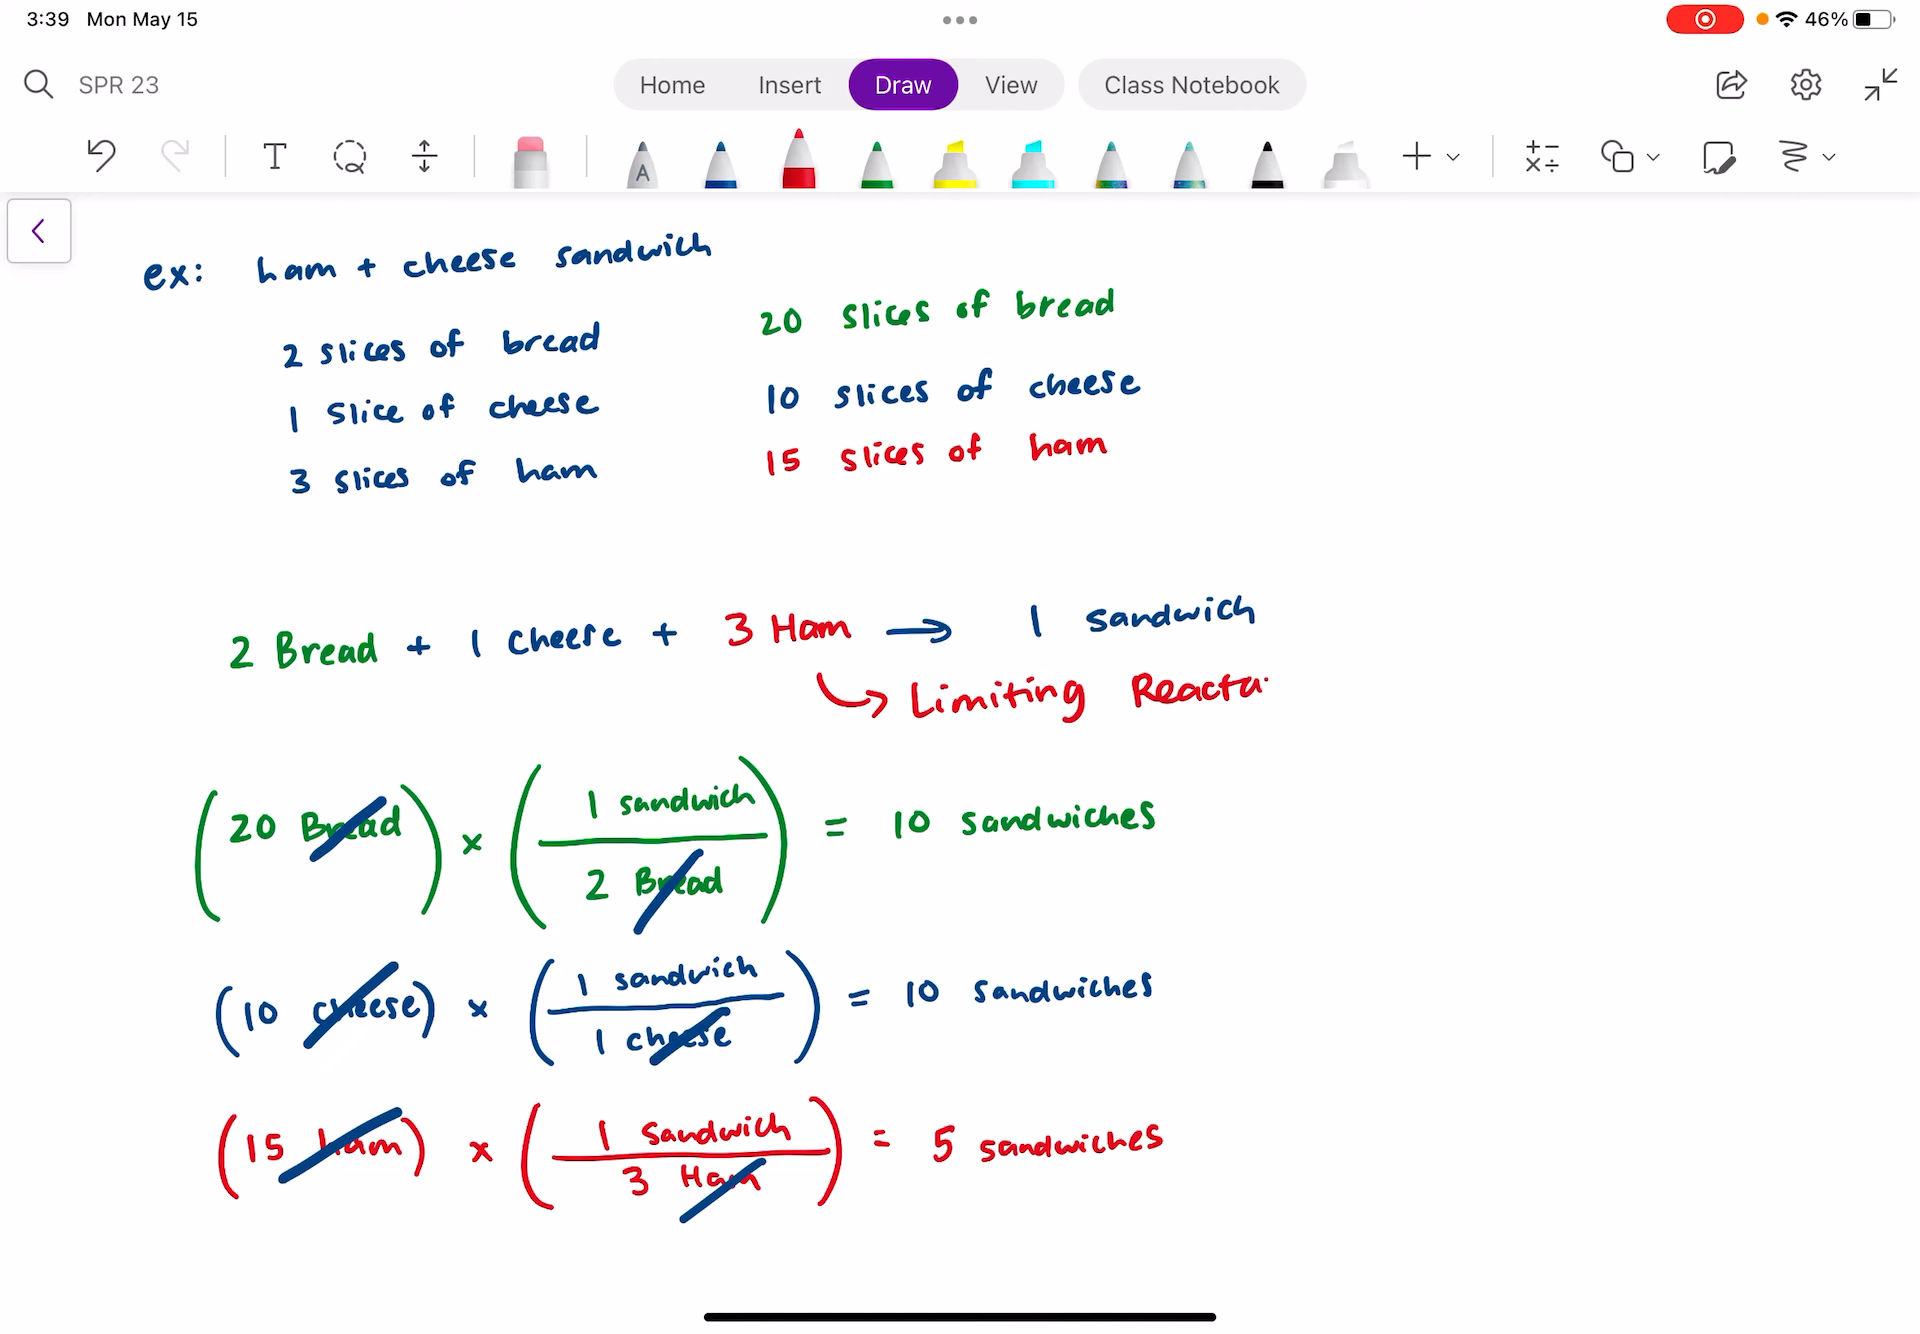 3:39 Mon May 15
46%
SPR 23
Home Insert Draw View Class Notebook
T
A
ex: ham + cheese sandwich
2 slices of bread
1 slice of cheese
3 slices of ham
20 slices of bread
10 slices of cheese
15 slices of ham
2 Bread + 1 cheese + 3 Ham → 1 sandwich
↳ Limiting Reacta
(20 Bread) x (1 sandwich / 2 Bread) = 10 sandwiches
(10 cheese) x (1 sandwich / 1 cheese) = 10 sandwiches
(15 ham) x (1 sandwich / 3 Ham) = 5 sandwiches